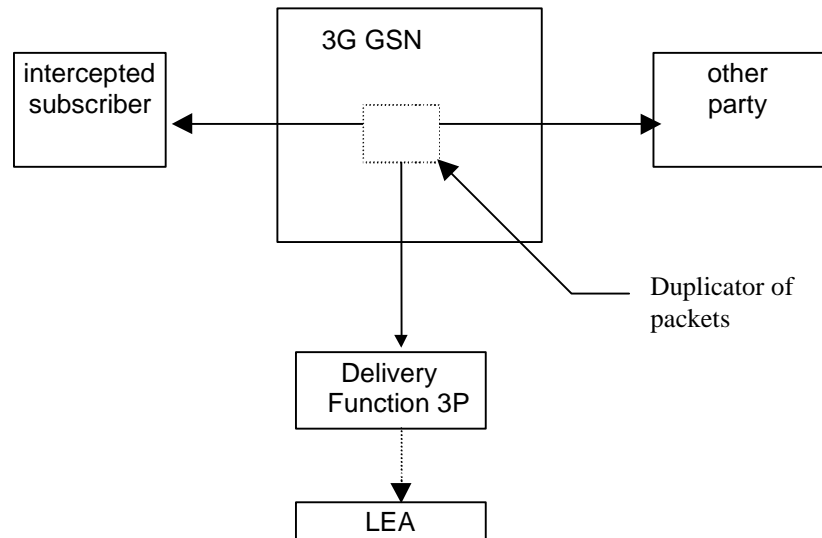 3G GSN
intercepted
subscriber
other
party
Duplicator of
packets
Delivery
Function 3P
LEA